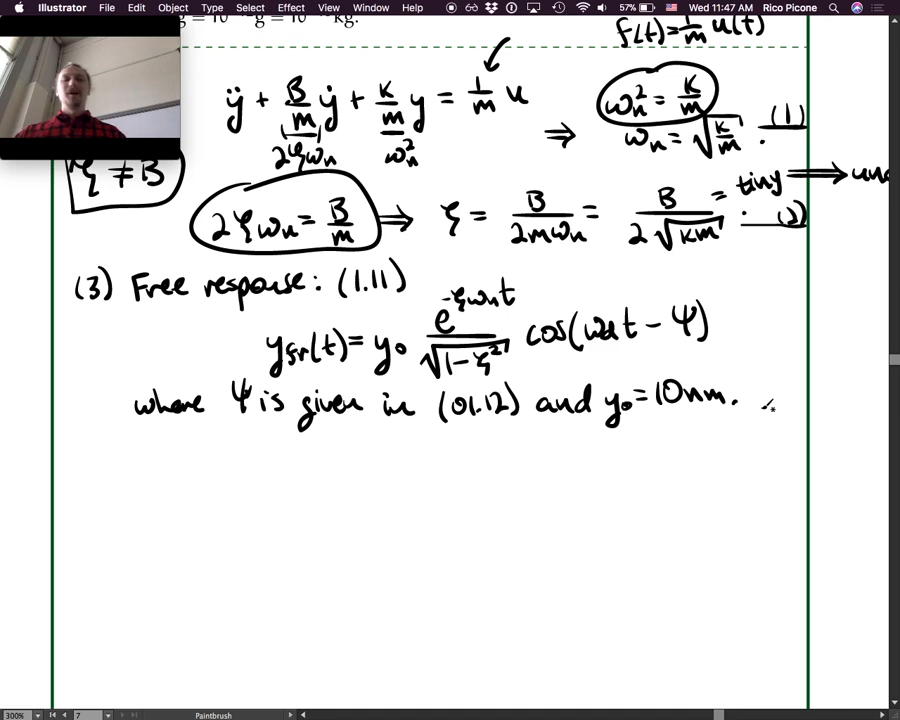 Illustrator File Edit Object Type Select Effect View Window 57% Wed 11:47 AM Rico Picone
f(t)=1/m u(t)
ÿ + B/m ẏ + K/m y = 1/m u ⇒ ωn² = K/m
2ζωn ωn² ωn = √(K/m). (1)
ζ ≠ B
2ζωn = B/m ⇒ ζ = B/(2mωn) = B/(2√(Km)) = tiny ⟹ (2)
(3) Free response: (1.11)
yfr(t) = y₀ e^(-ζωnt)/√(1-ζ²) cos(ωdt - Ψ)
where Ψ is given in (01.12) and y₀ = 10nm.
300% 7 Paintbrush